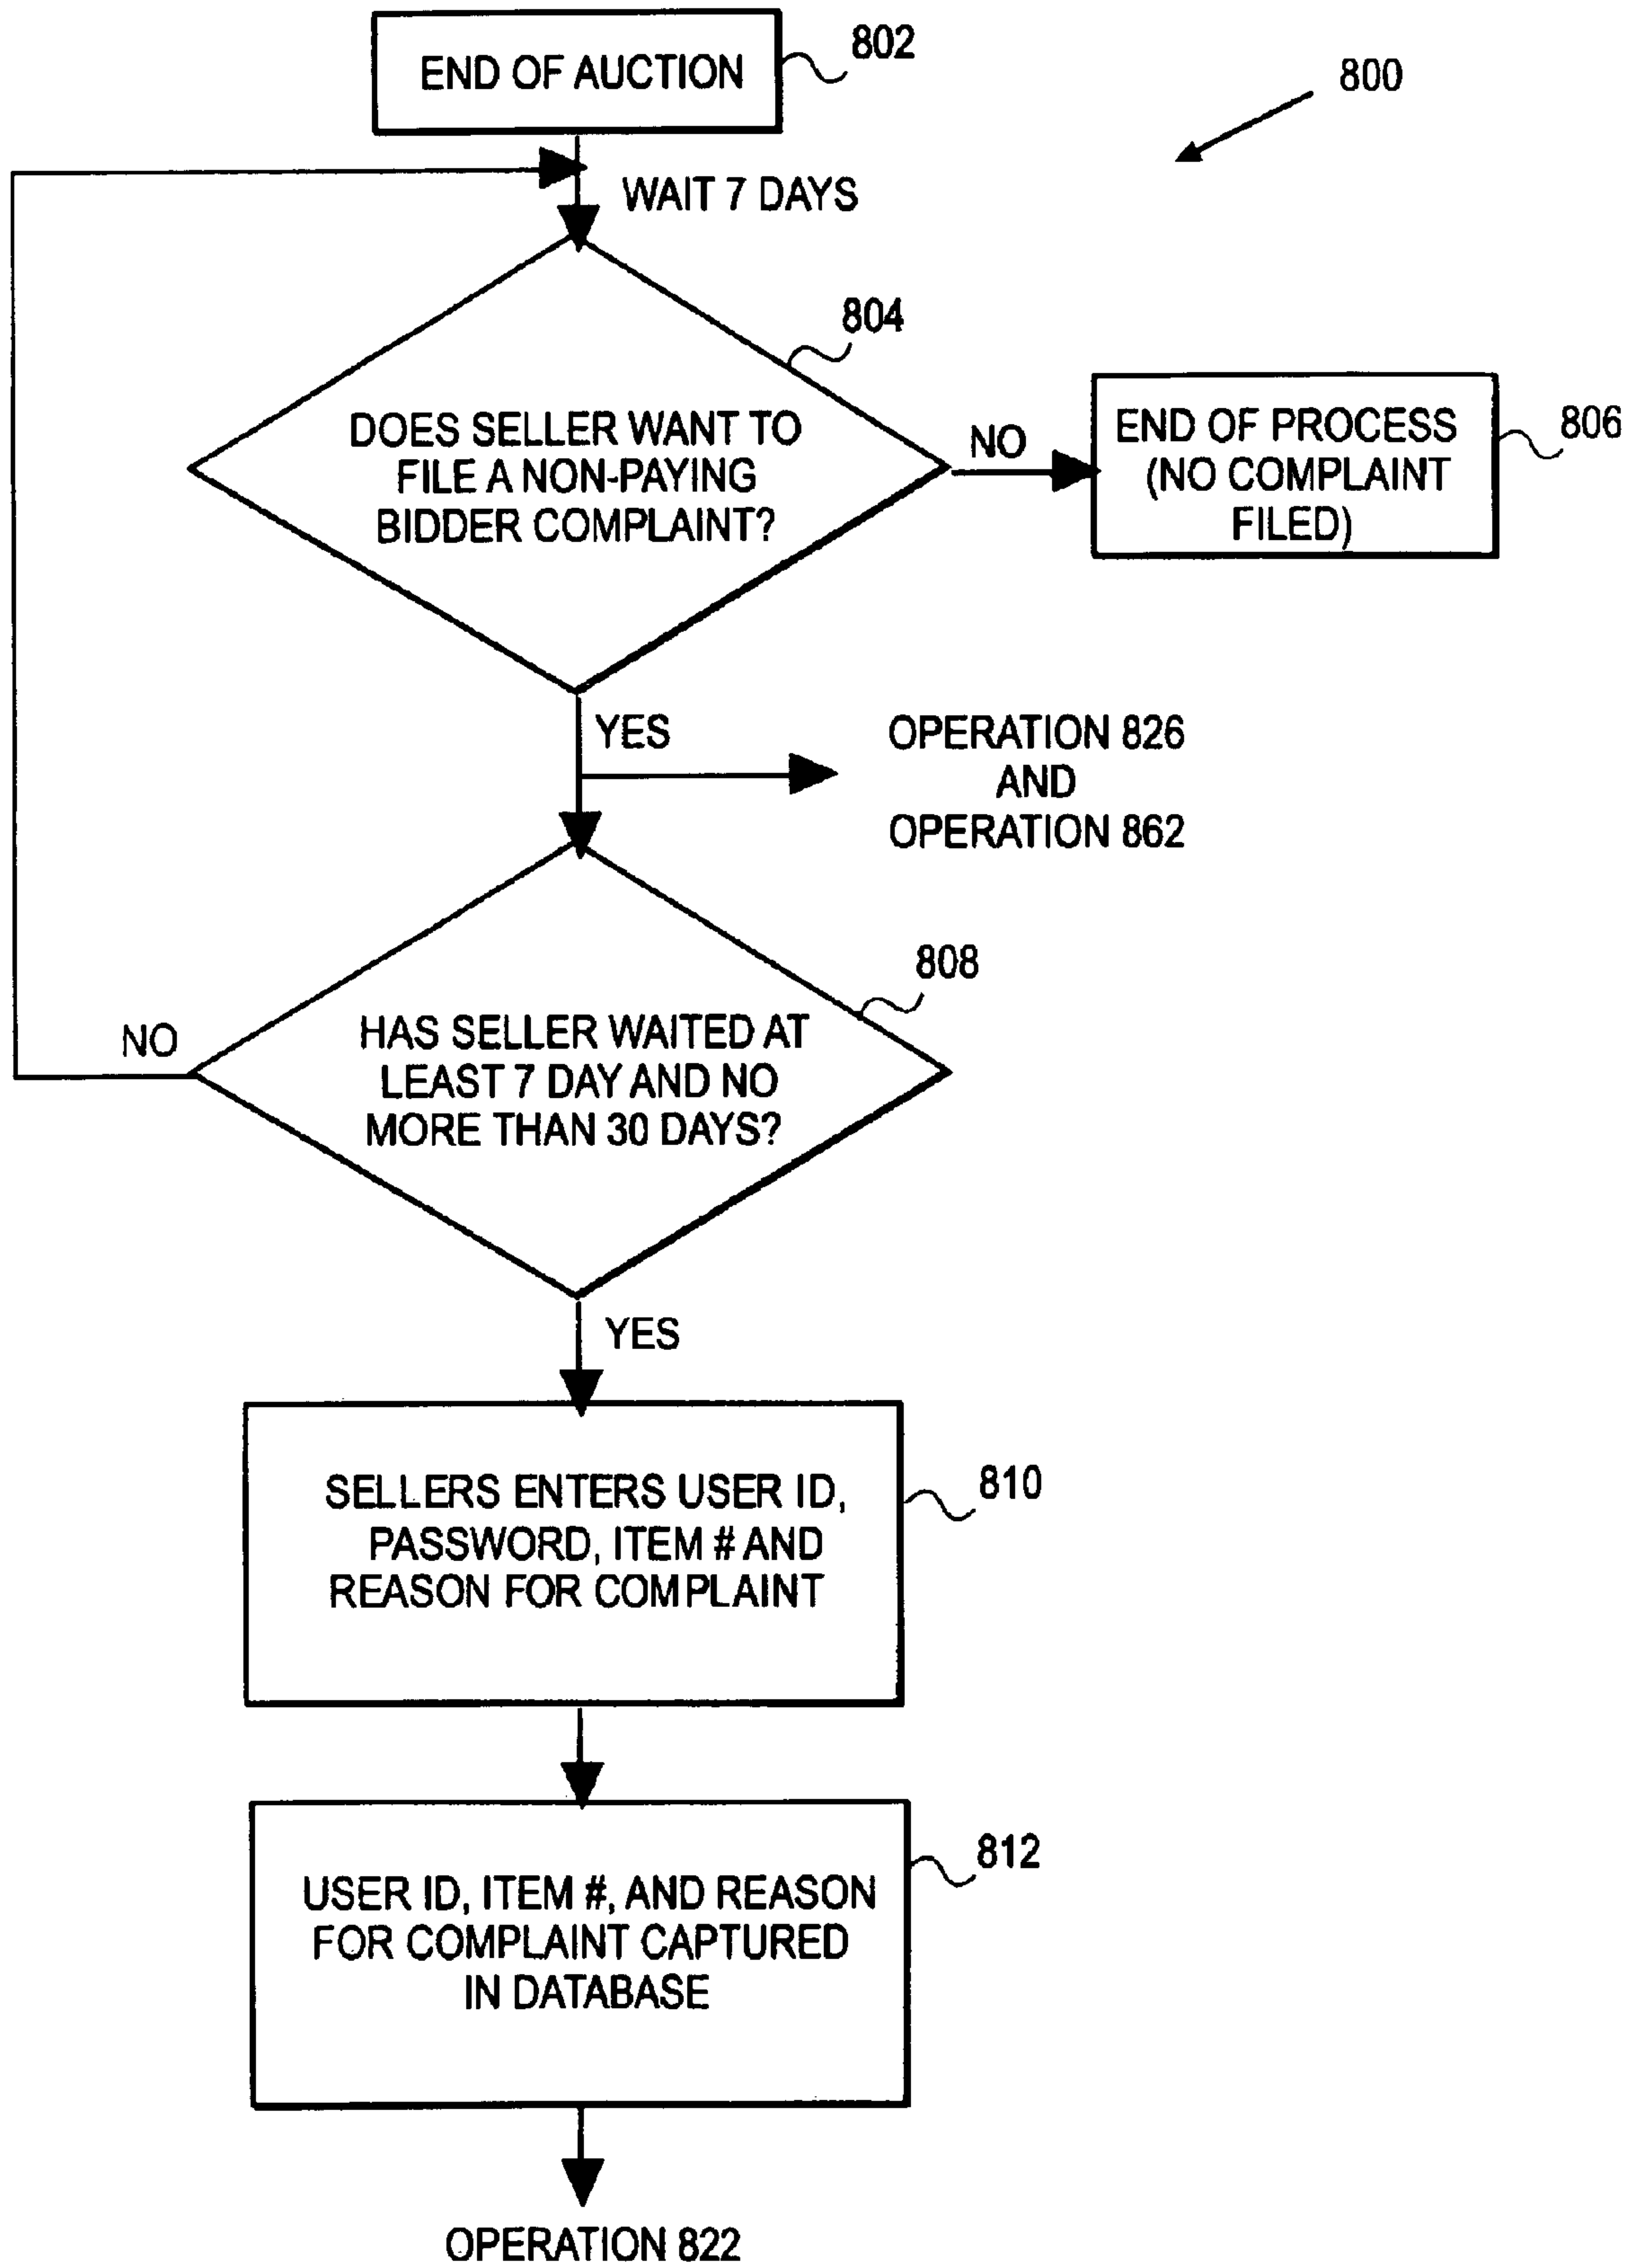 END OF AUCTION
802
800
WAIT 7 DAYS
804
DOES SELLER WANT TO
FILE A NON-PAYING
BIDDER COMPLAINT?
NO
END OF PROCESS
(NO COMPLAINT
FILED)
806
YES
OPERATION 826
AND
OPERATION 862
808
NO
HAS SELLER WAITED AT
LEAST 7 DAY AND NO
MORE THAN 30 DAYS?
YES
SELLERS ENTERS USER ID,
PASSWORD, ITEM # AND
REASON FOR COMPLAINT
810
USER ID, ITEM #, AND REASON
FOR COMPLAINT CAPTURED
IN DATABASE
812
OPERATION 822